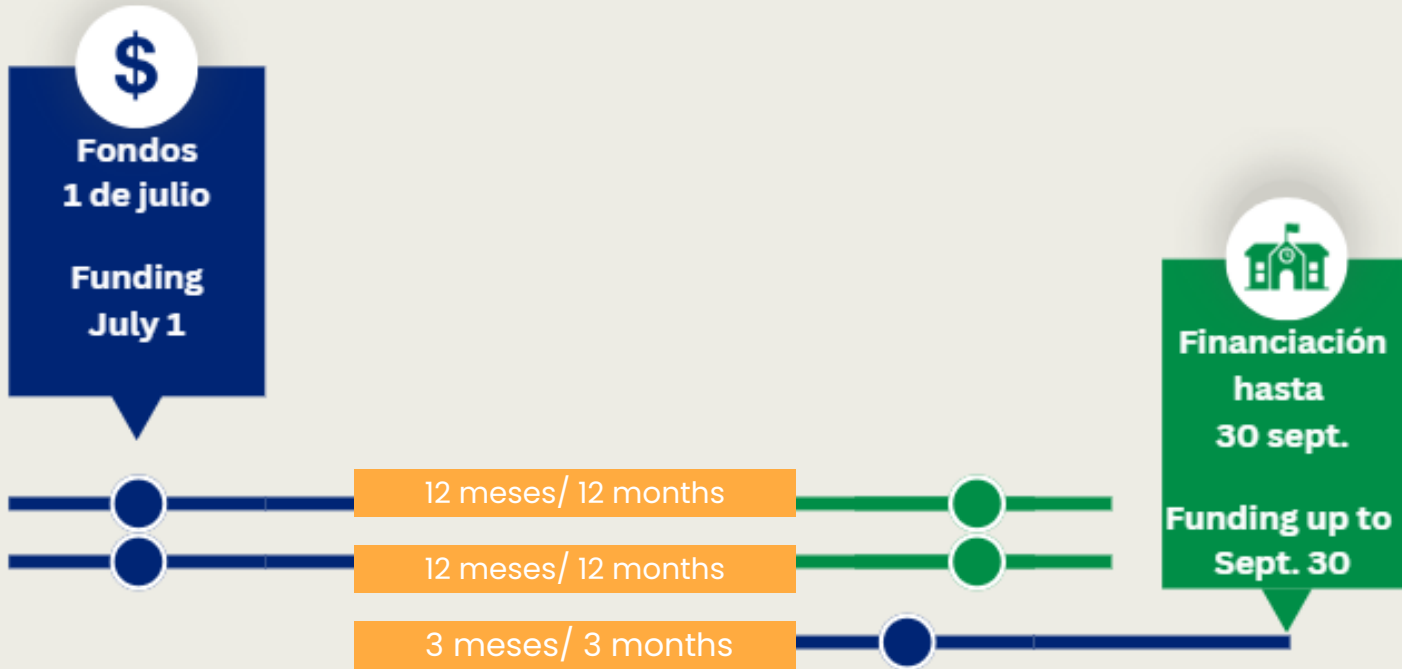 $
Fondos
1 de julio
Funding
July 1
Financiación
hasta
30 sept.
Funding up to
Sept. 30
12 meses/ 12 months
12 meses/ 12 months
3 meses/ 3 months